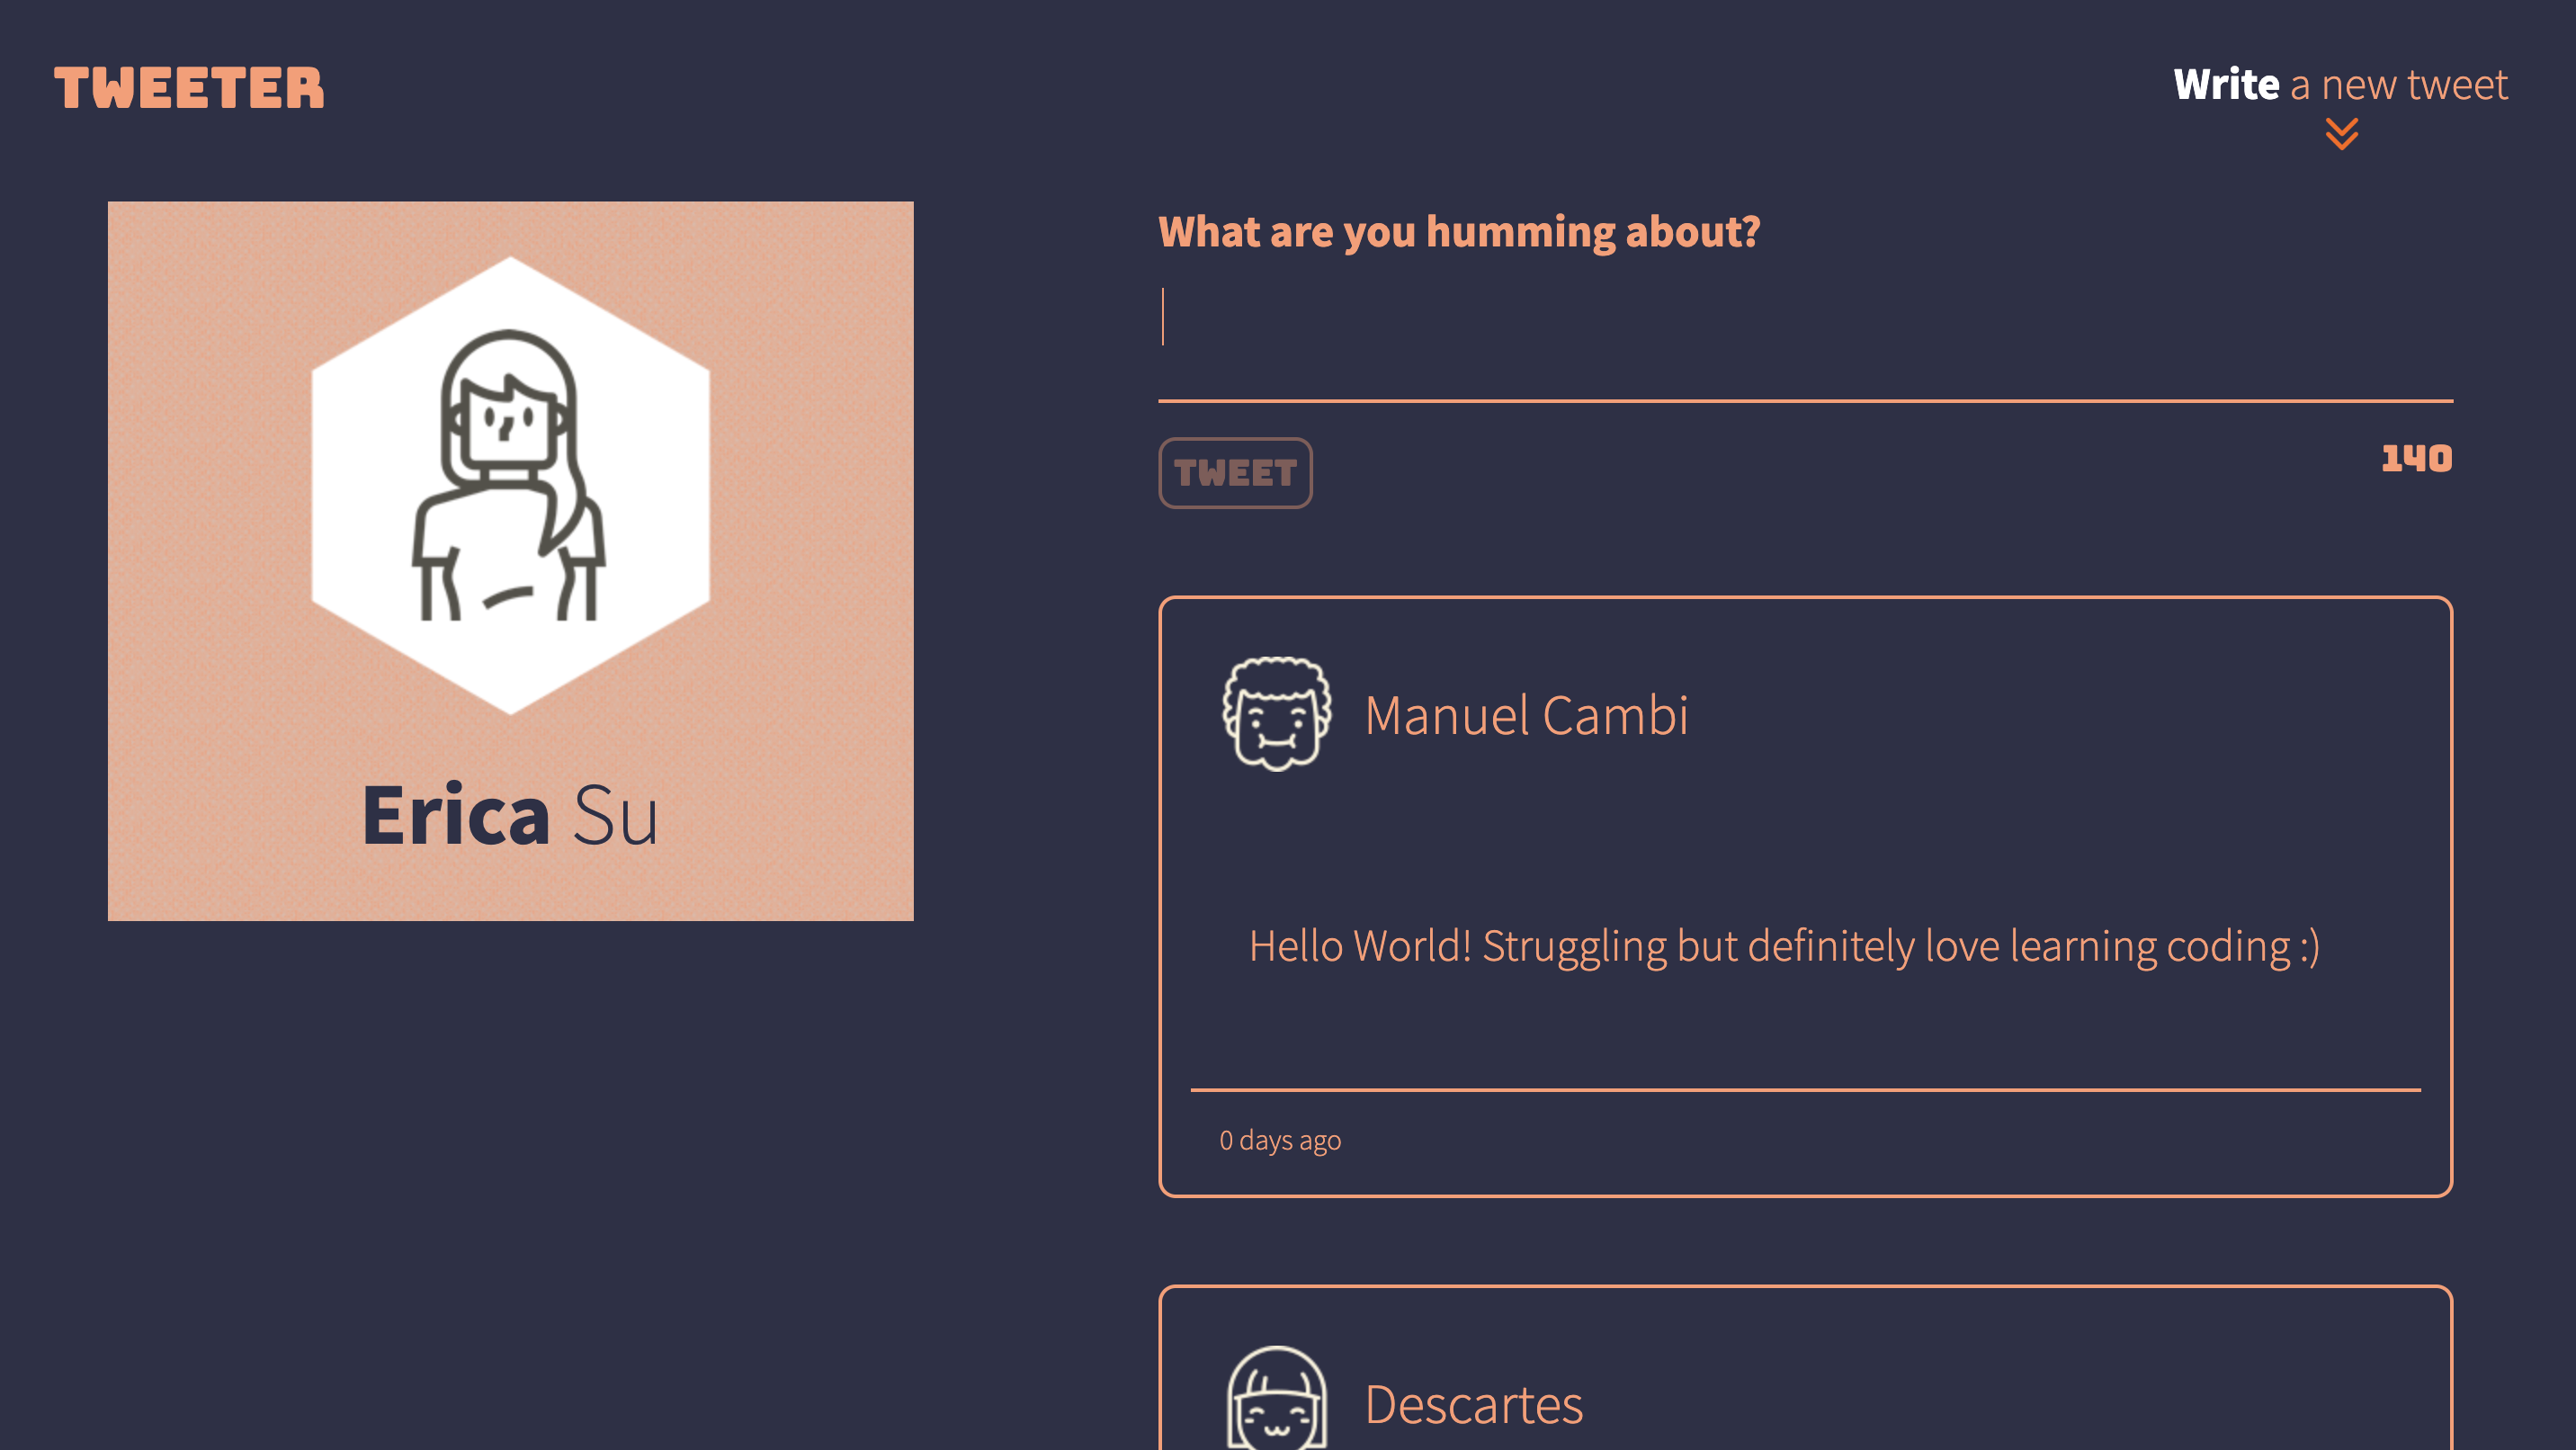 TWEETER
Write a new tweet
Erica Su
What are you humming about?
TWEET
140
Manuel Cambi
Hello World! Struggling but definitely love learning coding :)
0 days ago
Descartes